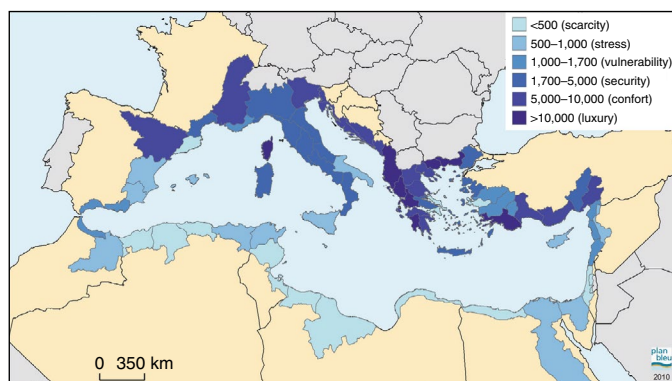 <500 (scarcity)
500–1,000 (stress)
1,000–1,700 (vulnerability)
1,700–5,000 (security)
5,000–10,000 (confort)
>10,000 (luxury)
0 350 km
plan
bleu
2010